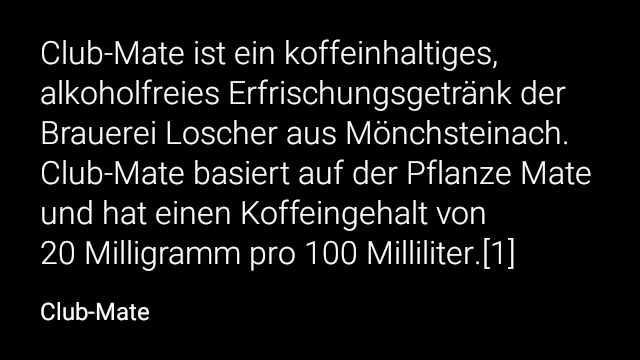 Club-Mate ist ein koffeinhaltiges,
alkoholfreies Erfrischungsgetränk der
Brauerei Loscher aus Mönchsteinach.
Club-Mate basiert auf der Pflanze Mate
und hat einen Koffeingehalt von
20 Milligramm pro 100 Milliliter.[1]
Club-Mate